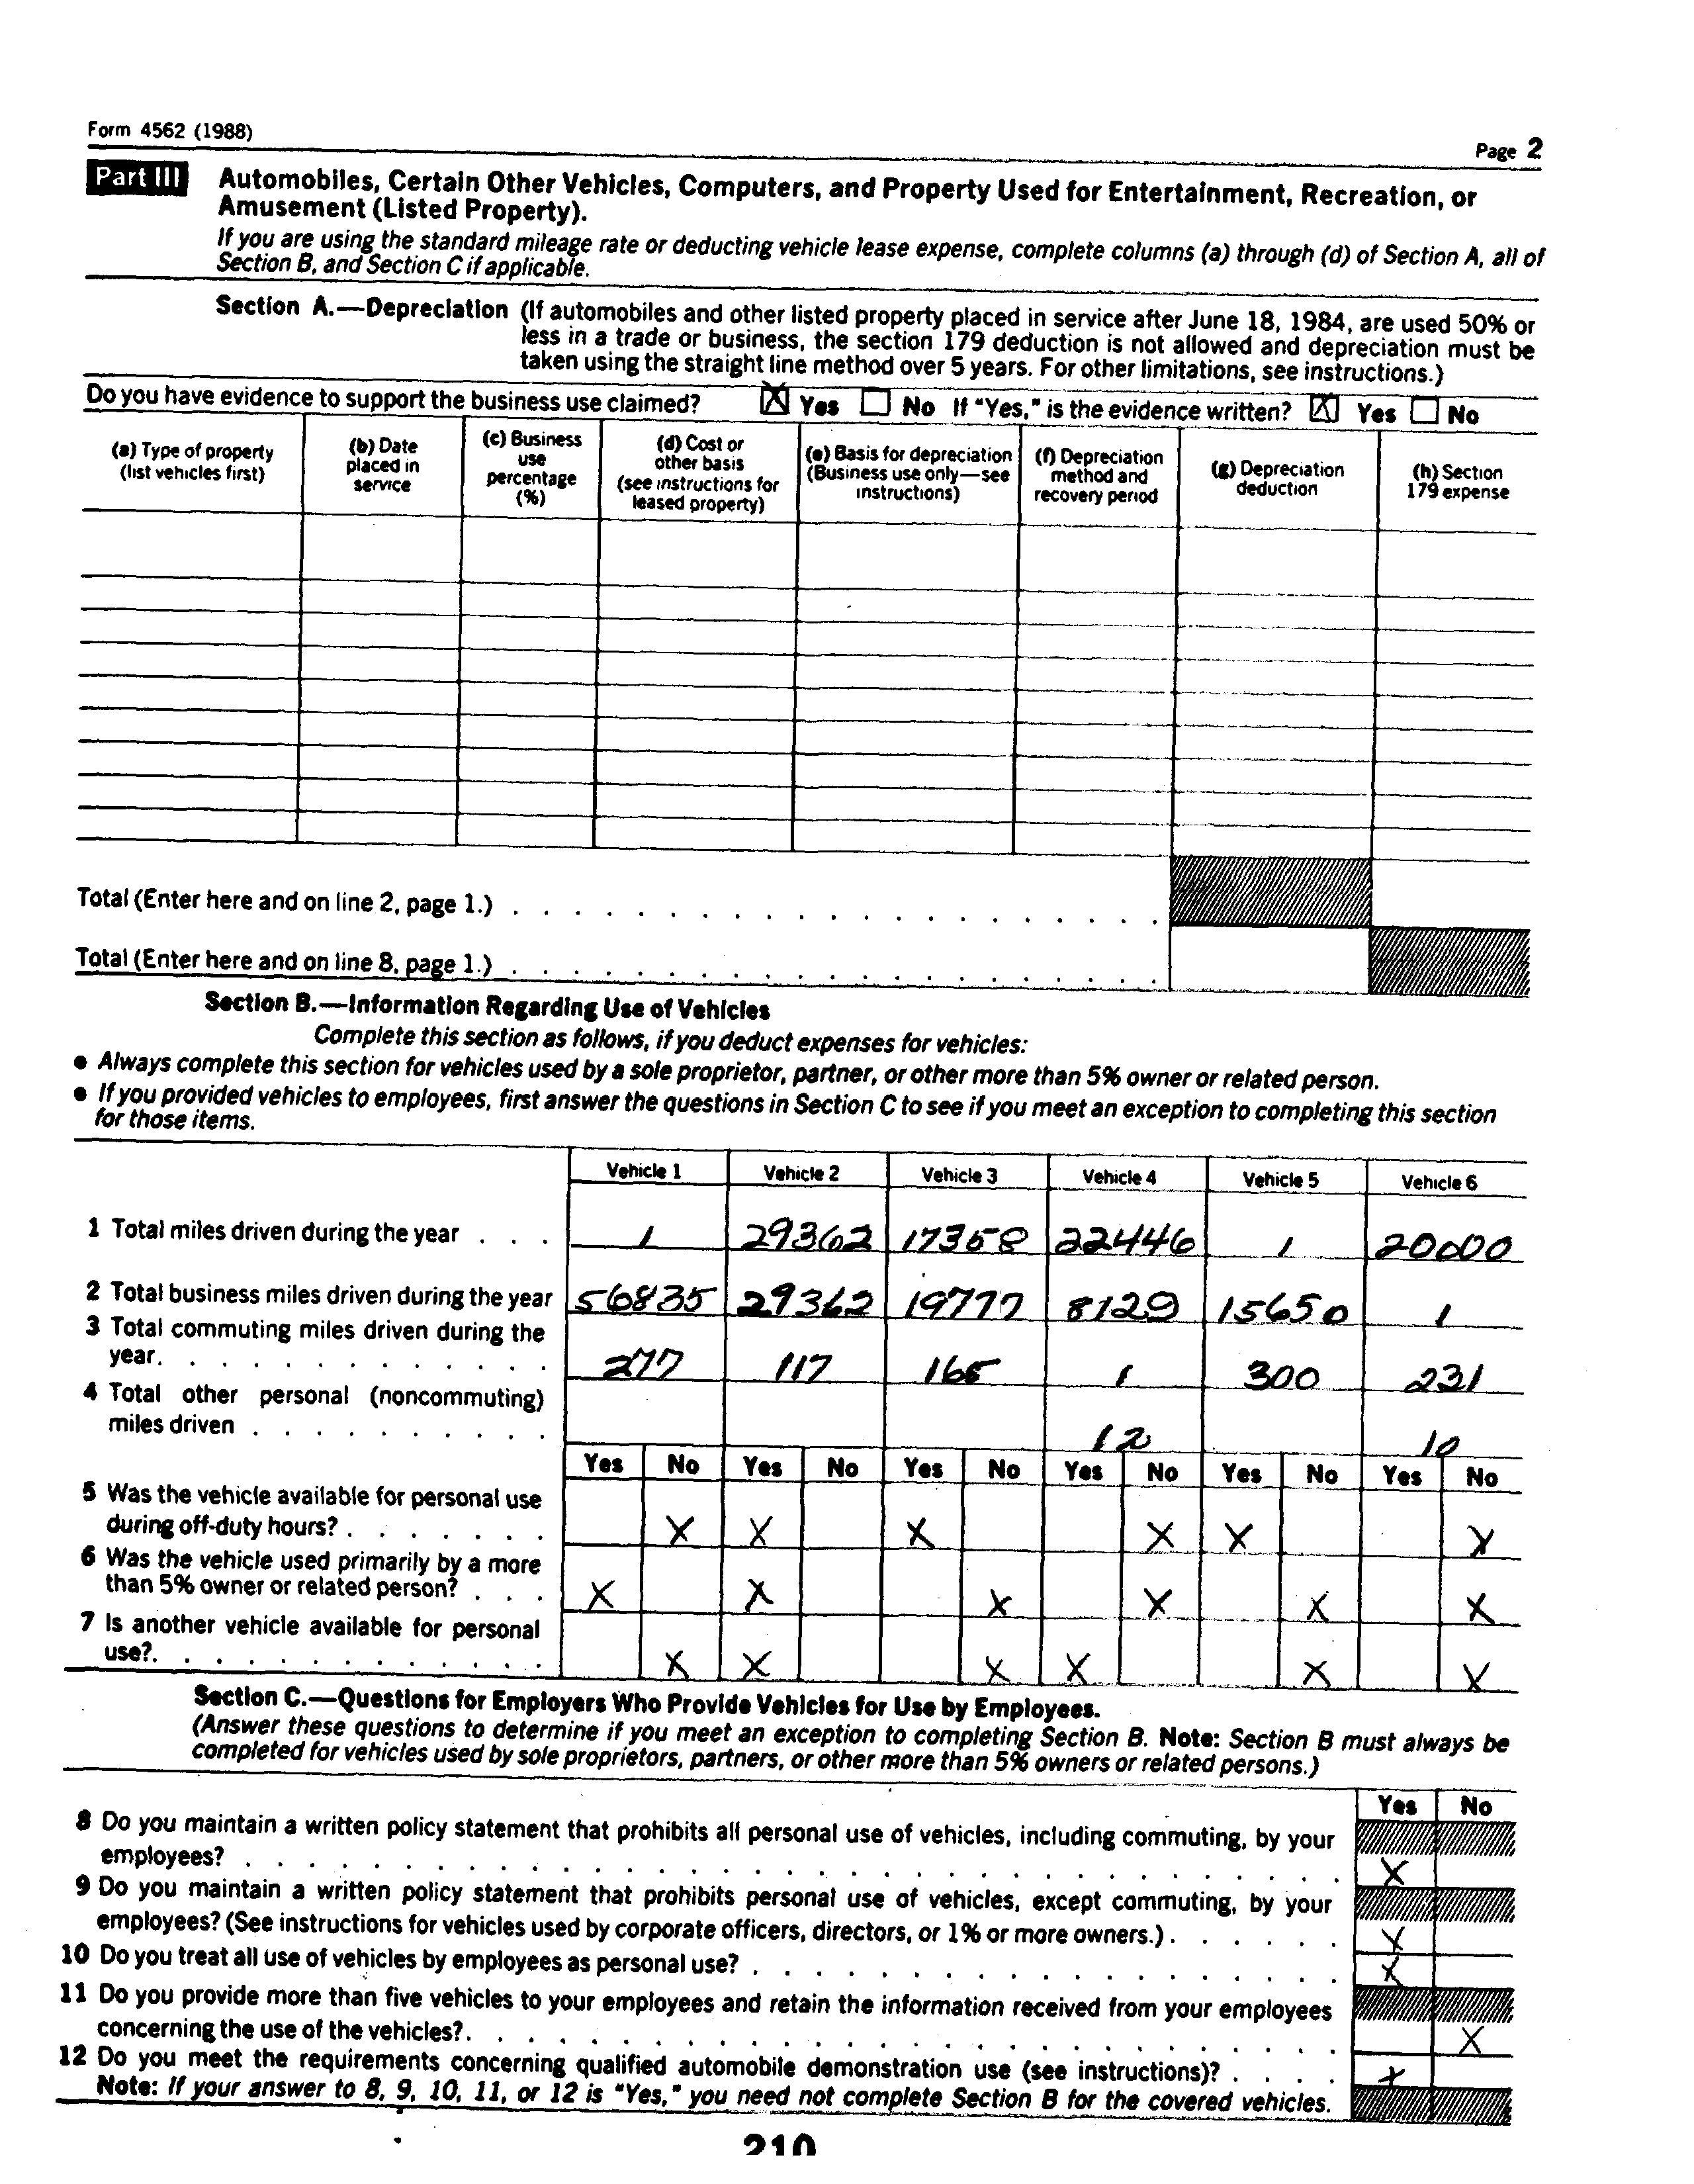 Form 4562 (1988)
Page 2
Part III Automobiles, Certain Other Vehicles, Computers, and Property Used for Entertainment, Recreation, or
Amusement (Listed Property).
If you are using the standard mileage rate or deducting vehicle lease expense, complete columns (a) through (d) of Section A, all of
Section B, and Section C if applicable.
Section A.—Depreciation (If automobiles and other listed property placed in service after June 18, 1984, are used 50% or
less in a trade or business, the section 179 deduction is not allowed and depreciation must be
taken using the straight line method over 5 years. For other limitations, see instructions.)
Do you have evidence to support the business use claimed? X Yes No If "Yes," is the evidence written? X Yes No
(a) Type of property
(list vehicles first)
(b) Date
placed in
service
(c) Business
use
percentage
(%)
(d) Cost or
other basis
(see instructions for
leased property)
(e) Basis for depreciation
(Business use only—see
instructions)
(f) Depreciation
method and
recovery period
(g) Depreciation
deduction
(h) Section
179 expense
Total (Enter here and on line 2, page 1.) . . . . . . . . . . . . . . . . . . . . .
Total (Enter here and on line 8, page 1.) . . . . . . . . . . . . . . . . . . . . .
Section B.—Information Regarding Use of Vehicles
Complete this section as follows, if you deduct expenses for vehicles:
● Always complete this section for vehicles used by a sole proprietor, partner, or other more than 5% owner or related person.
● If you provided vehicles to employees, first answer the questions in Section C to see if you meet an exception to completing this section
for those items.
Vehicle 1 Vehicle 2 Vehicle 3 Vehicle 4 Vehicle 5 Vehicle 6
1 Total miles driven during the year . . . 1 29362 17358 22446 1 20000
2 Total business miles driven during the year 56835 29362 19777 8129 15650 1
3 Total commuting miles driven during the
year. . . . . . . . . . . . . 277 117 165 1 300 231
4 Total other personal (noncommuting)
miles driven . . . . . . . . . . 12 10
Yes No Yes No Yes No Yes No Yes No Yes No
5 Was the vehicle available for personal use
during off-duty hours? . . . . . . . X X X X X X
6 Was the vehicle used primarily by a more
than 5% owner or related person? . . . X X X X X X
7 Is another vehicle available for personal
use?. . . . . . . . . . . . . X X X X X X
Section C.—Questions for Employers Who Provide Vehicles for Use by Employees.
(Answer these questions to determine if you meet an exception to completing Section B. Note: Section B must always be
completed for vehicles used by sole proprietors, partners, or other more than 5% owners or related persons.)
Yes No
8 Do you maintain a written policy statement that prohibits all personal use of vehicles, including commuting, by your
employees? . . . . . . . . . . . . . . . . . . . . . . . . . . . . . . . . . . . X
9 Do you maintain a written policy statement that prohibits personal use of vehicles, except commuting, by your
employees? (See instructions for vehicles used by corporate officers, directors, or 1% or more owners.) . . . . . . X
10 Do you treat all use of vehicles by employees as personal use? . . . . . . . . . . . . . . . . . . . X
11 Do you provide more than five vehicles to your employees and retain the information received from your employees
concerning the use of the vehicles?. . . . . . . . . . . . . . . . . . . . . . . . . . . . X
12 Do you meet the requirements concerning qualified automobile demonstration use (see instructions)? . . . . X
Note: If your answer to 8, 9, 10, 11, or 12 is "Yes," you need not complete Section B for the covered vehicles.
210